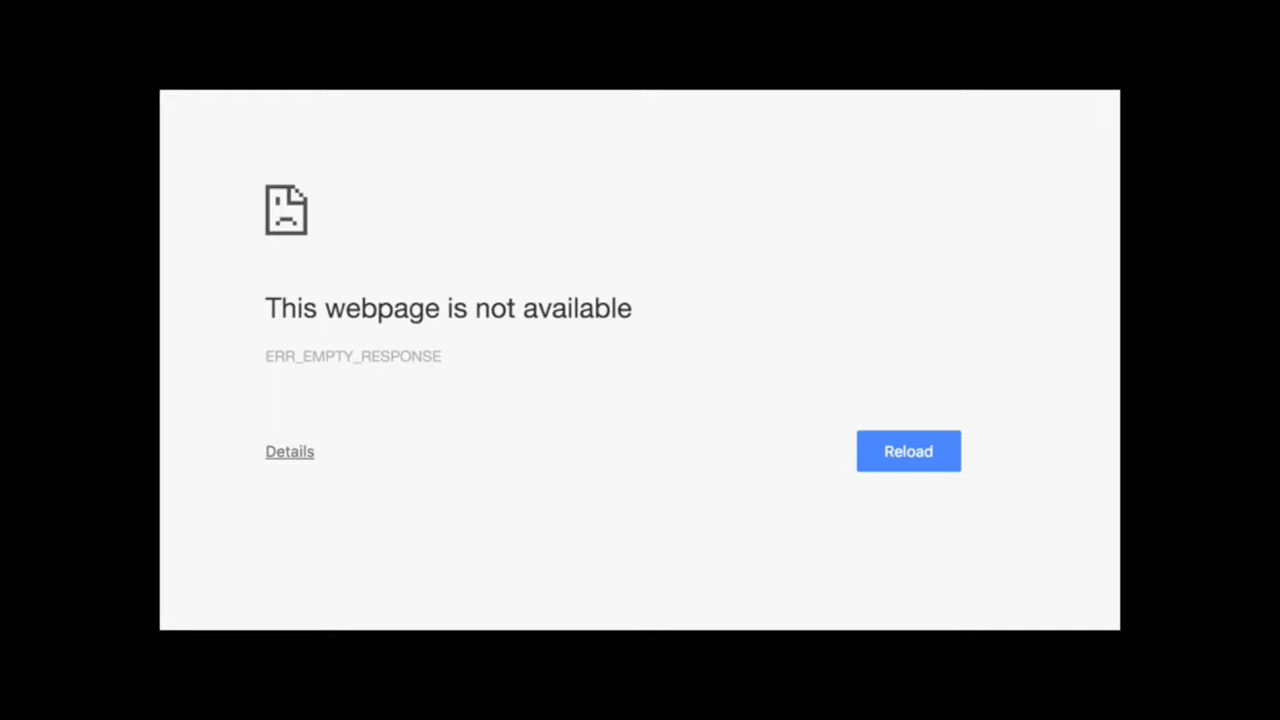 This webpage is not available
ERR_EMPTY_RESPONSE
Details
Reload